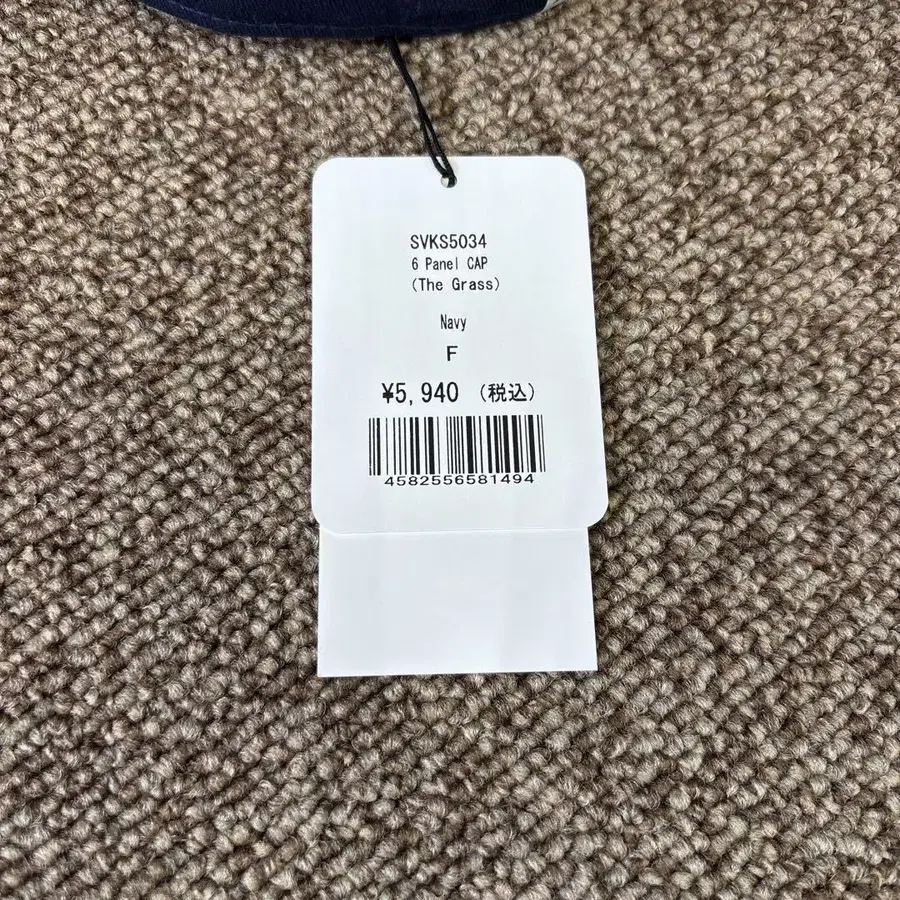 SVKS5034
6 Panel CAP
(The Grass)
Navy
F
¥5,940 (税込)
4582556581494